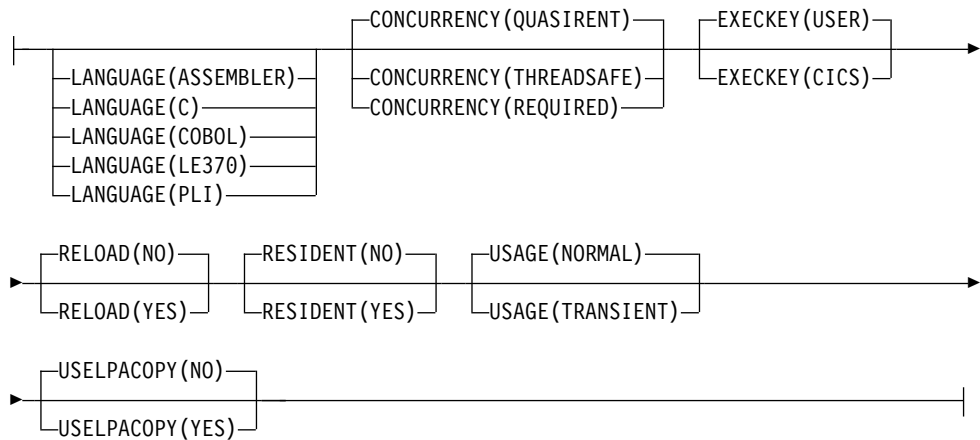 CONCURRENCY(QUASIRENT) EXECKEY(USER)
LANGUAGE(ASSEMBLER) CONCURRENCY(THREADSAFE) EXECKEY(CICS)
LANGUAGE(C) CONCURRENCY(REQUIRED)
LANGUAGE(COBOL)
LANGUAGE(LE370)
LANGUAGE(PLI)
RELOAD(NO) RESIDENT(NO) USAGE(NORMAL)
RELOAD(YES) RESIDENT(YES) USAGE(TRANSIENT)
USELPACOPY(NO)
USELPACOPY(YES)